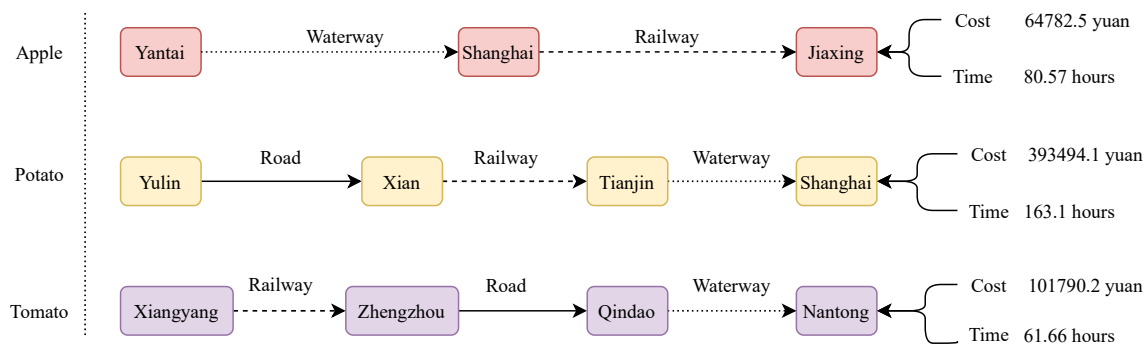 Cost 64782.5 yuan
Waterway Railway
Apple Yantai Shanghai Jiaxing
Time 80.57 hours
Cost 393494.1 yuan
Road Railway Waterway
Potato Yulin Xian Tianjin Shanghai
Time 163.1 hours
Cost 101790.2 yuan
Railway Road Waterway
Tomato Xiangyang Zhengzhou Qindao Nantong
Time 61.66 hours